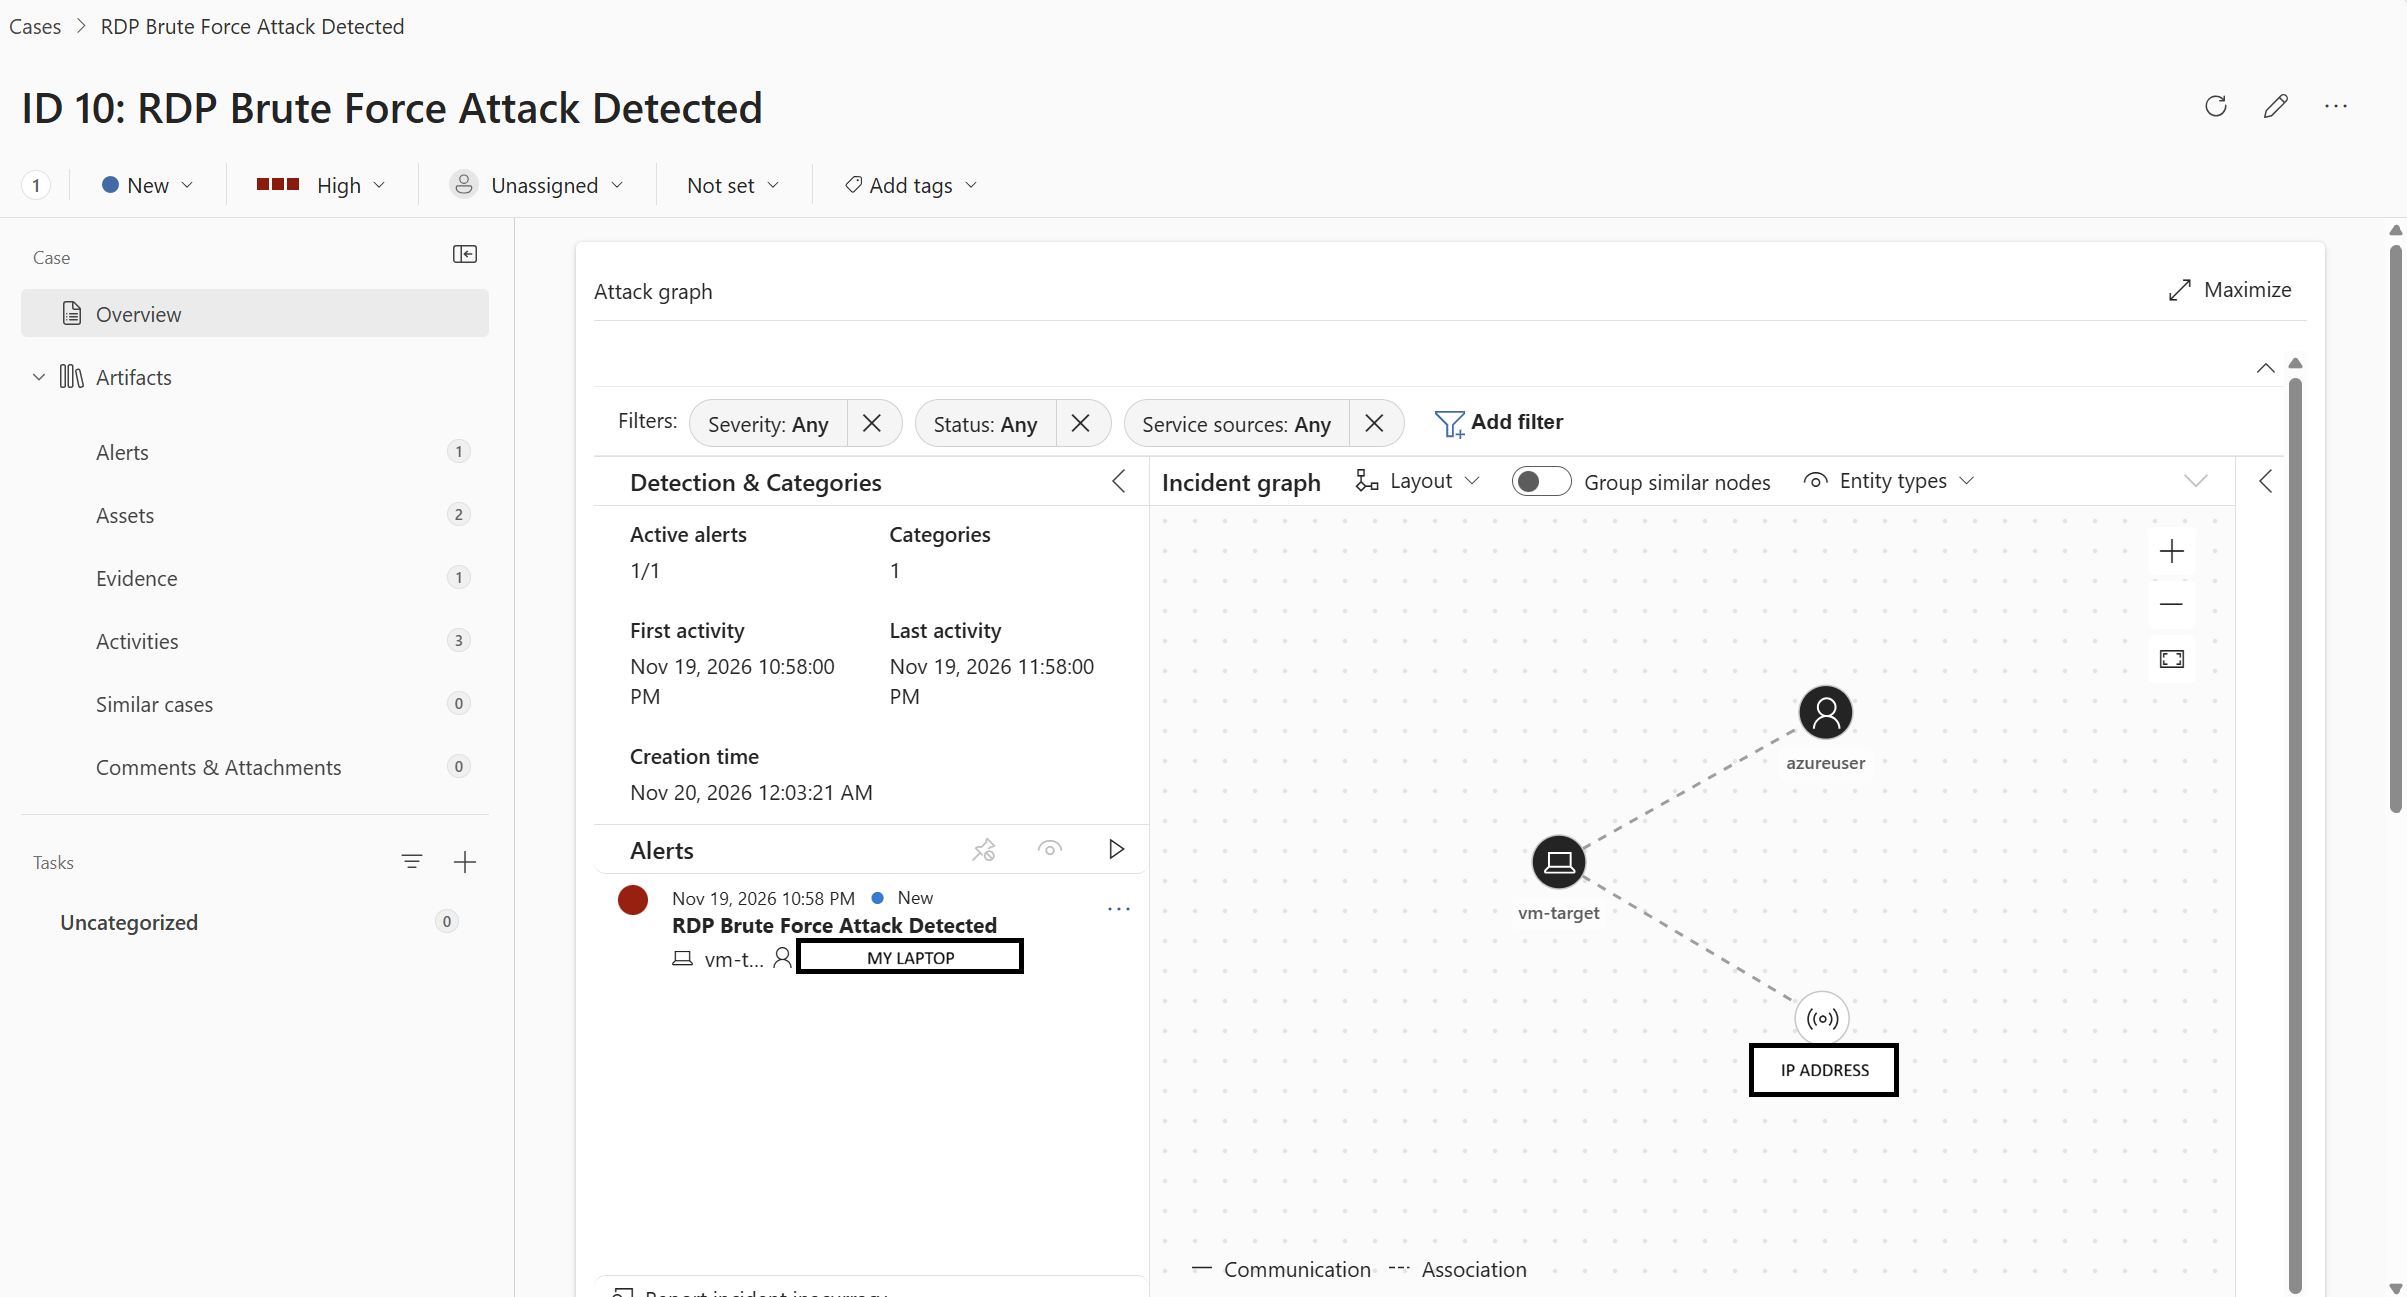 Cases > RDP Brute Force Attack Detected
ID 10: RDP Brute Force Attack Detected
1 New High Unassigned Not set Add tags
Case
Overview
Artifacts
Alerts 1
Assets 2
Evidence 1
Activities 3
Similar cases 0
Comments & Attachments 0
Tasks
Uncategorized 0
Attack graph Maximize
Filters: Severity: Any Status: Any Service sources: Any Add filter
Detection & Categories
Active alerts Categories
1/1 1
First activity Last activity
Nov 19, 2026 10:58:00 Nov 19, 2026 11:58:00
PM PM
Creation time
Nov 20, 2026 12:03:21 AM
Alerts
Nov 19, 2026 10:58 PM New
RDP Brute Force Attack Detected
vm-t... MY LAPTOP
Report incident inaccuracy
Incident graph Layout Group similar nodes Entity types
azureuser
vm-target
IP ADDRESS
Communication Association